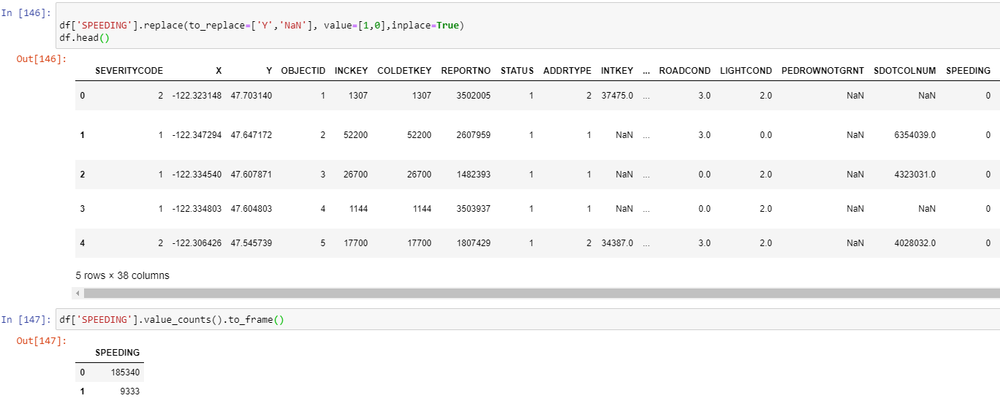 In [146]:
df['SPEEDING'].replace(to_replace=['Y','NaN'], value=[1,0],inplace=True)
df.head()
Out[146]:
SEVERITYCODE X Y OBJECTID INCKEY COLDETKEY REPORTNO STATUS ADDRTYPE INTKEY ... ROADCOND LIGHTCOND PEDROWNOTGRNT SDOTCOLNUM SPEEDING
0 2 -122.323148 47.703140 1 1307 1307 3502005 1 2 37475.0 ... 3.0 2.0 NaN NaN 0
1 1 -122.347294 47.647172 2 52200 52200 2607959 1 1 NaN ... 3.0 0.0 NaN 6354039.0 0
2 1 -122.334540 47.607871 3 26700 26700 1482393 1 1 NaN ... 0.0 2.0 NaN 4323031.0 0
3 1 -122.334803 47.604803 4 1144 1144 3503937 1 1 NaN ... 0.0 2.0 NaN NaN 0
4 2 -122.306426 47.545739 5 17700 17700 1807429 1 2 34387.0 ... 3.0 2.0 NaN 4028032.0 0
5 rows × 38 columns
In [147]: df['SPEEDING'].value_counts().to_frame()
Out[147]:
SPEEDING
0 185340
1 9333